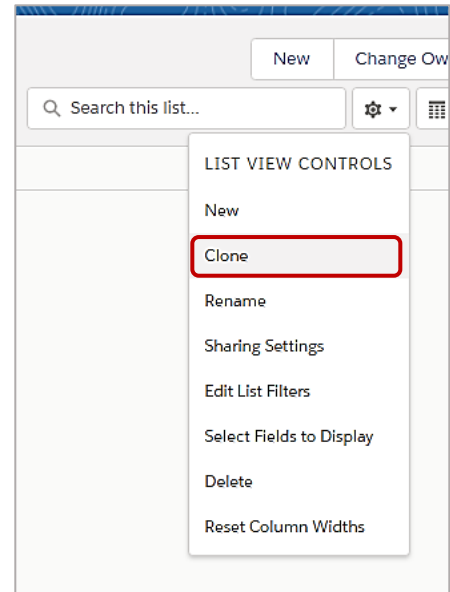 New
Change Ow
Search this list...
LIST VIEW CONTROLS
New
Clone
Rename
Sharing Settings
Edit List Filters
Select Fields to Display
Delete
Reset Column Widths